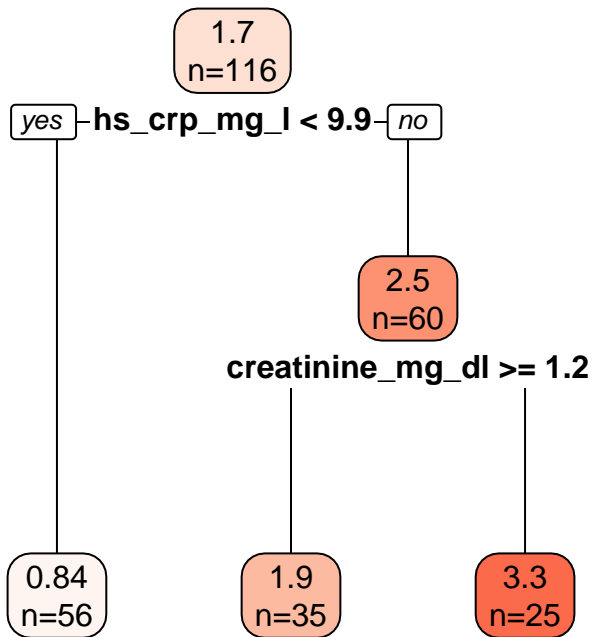 1.7
n=116
yes hs_crp_mg_l < 9.9 no
2.5
n=60
creatinine_mg_dl >= 1.2
0.84
n=56
1.9
n=35
3.3
n=25